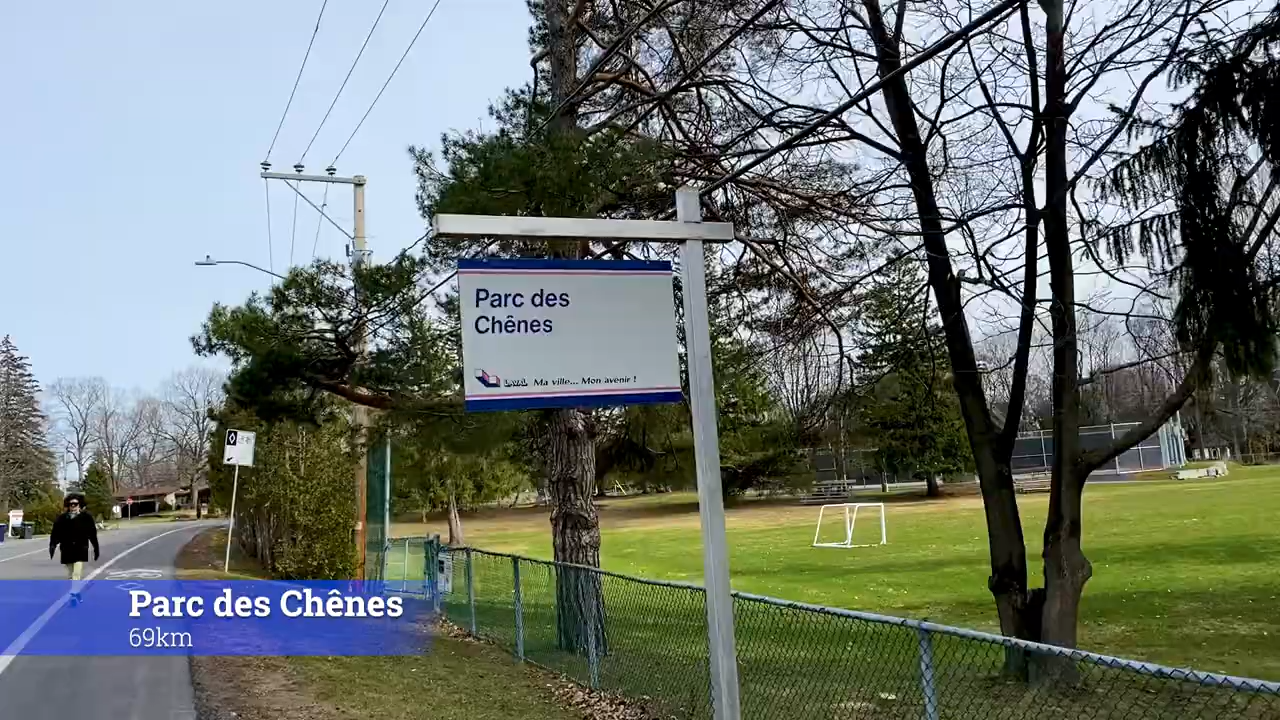 Parc des
Chênes
LAVAL Ma ville... Mon avenir !
Parc des Chênes
69km